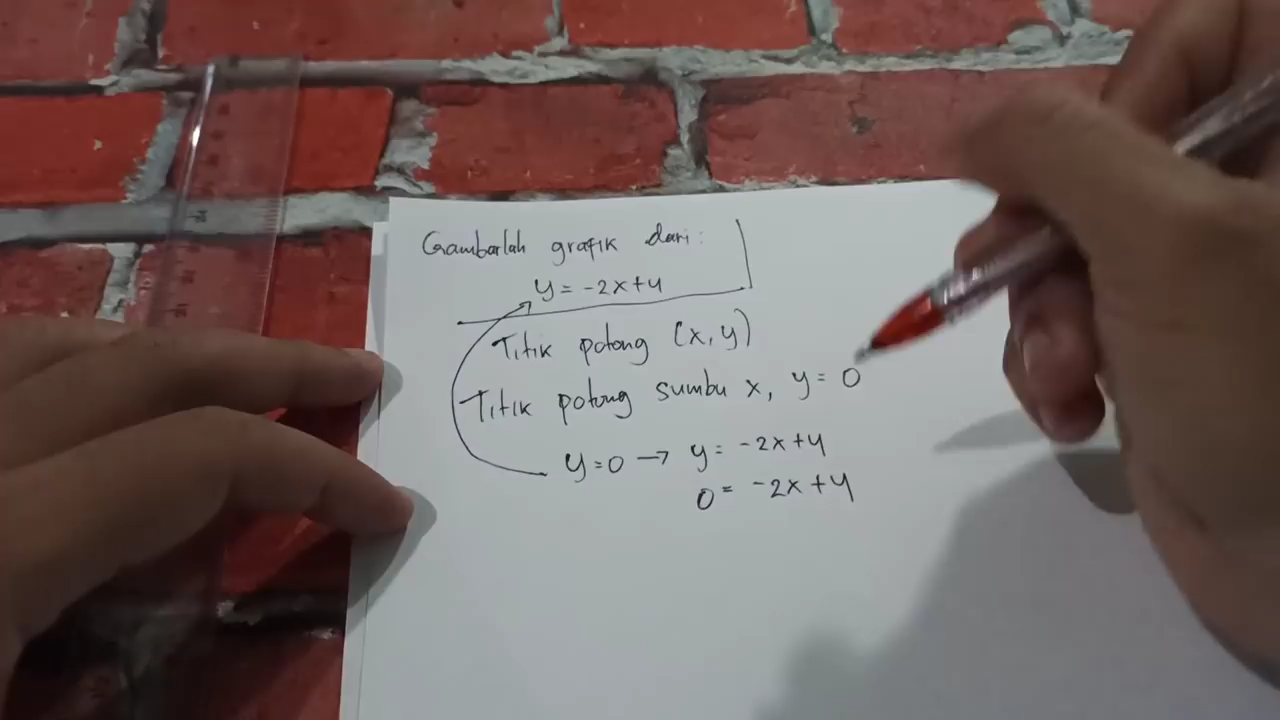 Gambarlah grafik dari:
y = -2x+4
Titik potong (x,y)
Titik potong sumbu x, y = 0
y=0 → y = -2x+4
0 = -2x+4